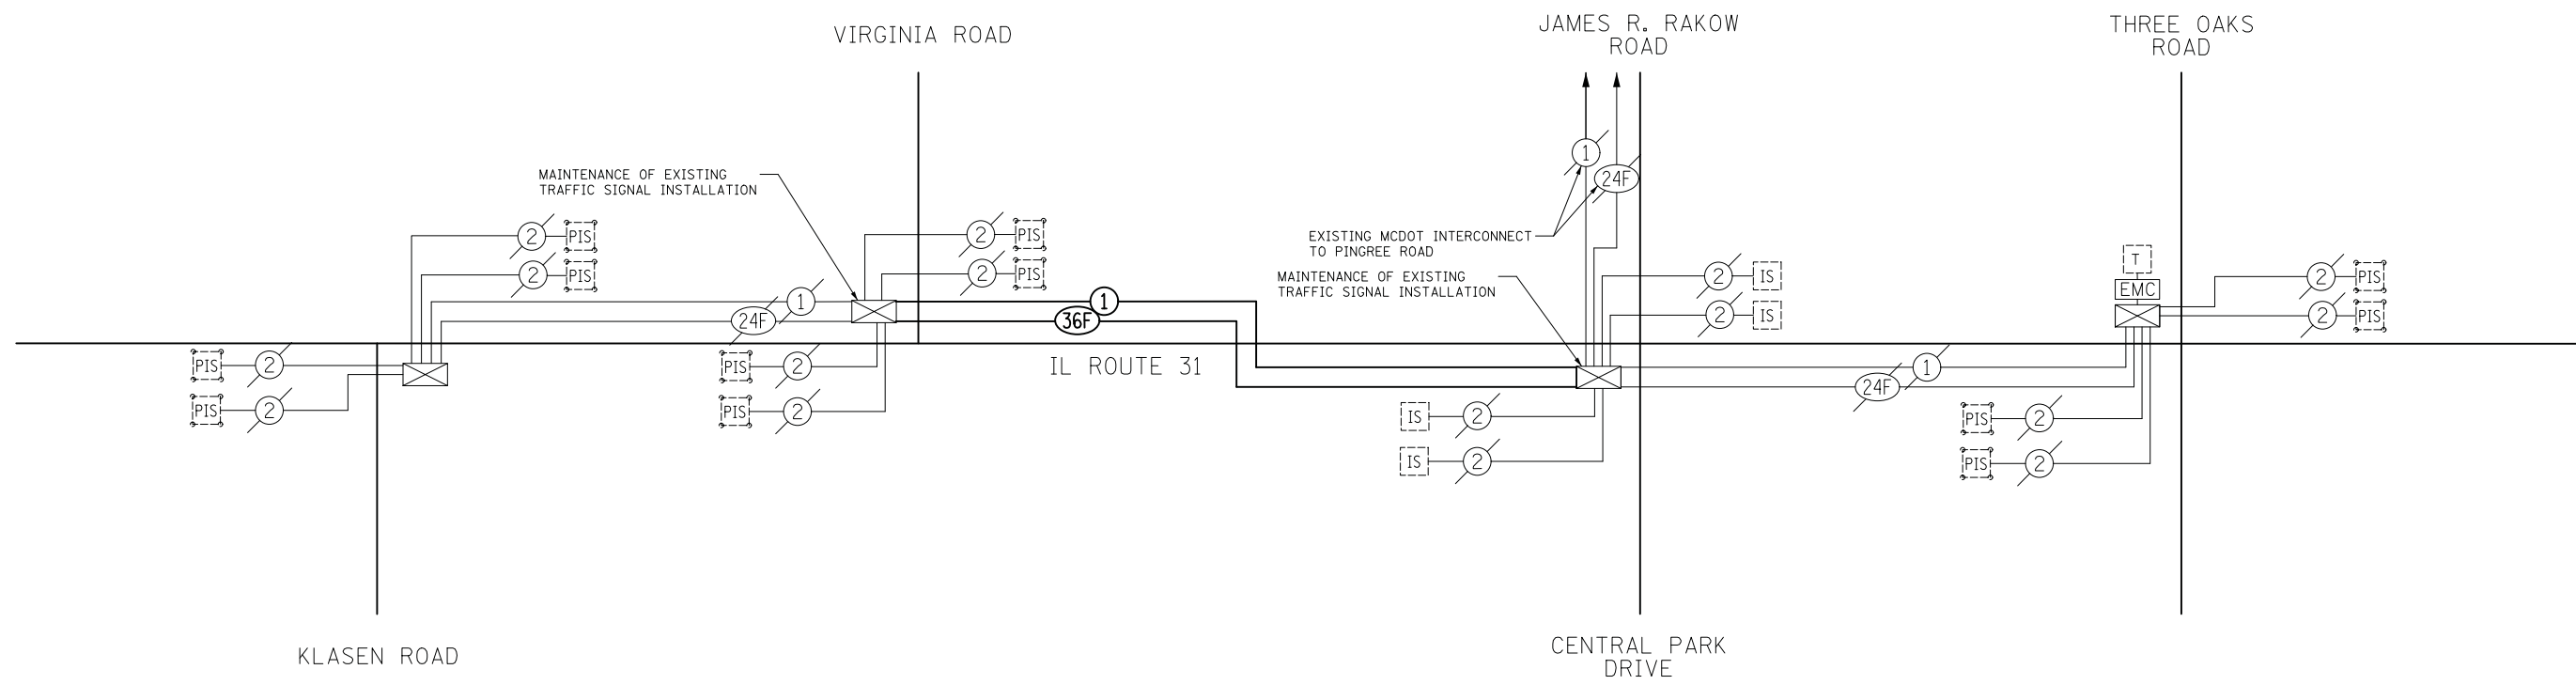 VIRGINIA ROAD
JAMES R. RAKOW
ROAD
THREE OAKS
ROAD
MAINTENANCE OF EXISTING
TRAFFIC SIGNAL INSTALLATION
1
24F
2
PIS
2
PIS
2
PIS
2
PIS
EXISTING MCDOT INTERCONNECT
TO PINGREE ROAD
MAINTENANCE OF EXISTING
TRAFFIC SIGNAL INSTALLATION
2
IS
2
IS
T
EMC
2
PIS
2
PIS
1
24F
1
36F
PIS
2
PIS
2
PIS
2
PIS
2
IL ROUTE 31
1
24F
IS
2
IS
2
PIS
2
PIS
2
KLASEN ROAD
CENTRAL PARK
DRIVE